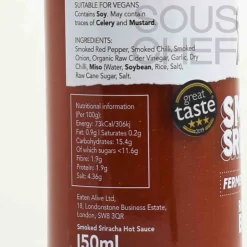 SOUS
CHEF
SUITABLE FOR VEGANS
Contains Soy. May contain
traces of Celery and Mustard.
INGREDIENTS:
Smoked Red Pepper, Smoked Chilli, Smoked
Onion, Organic Raw Cider Vinegar, Garlic, Dry
Chilli, Miso (Water, Soybean, Rice, Salt),
Raw Cane Sugar, Salt.
Nutritional information
(Per 100g):
Energy: 73kCal/306kJ
Fat: 0.9g / Saturates 0.2g
Carbohydrates: 15.4g
Of which sugars <11.6g
Fibre: 1.9g
Protein: 1.9g
Salt: 4.36g
Eaten Alive Ltd,
18, Londonstone Business Estate,
London, SW8 3QR
Smoked Sriracha Hot Sauce
150ml
great
taste
FERME